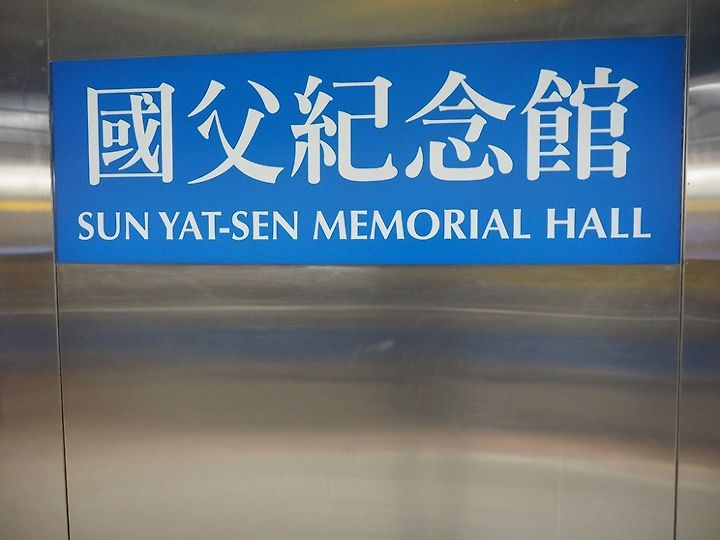 國父紀念館
SUN YAT-SEN MEMORIAL HALL